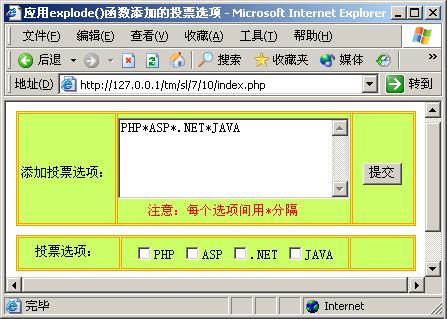 应用explode()函数添加的投票选项 - Microsoft Internet Explorer
文件(F) 编辑(E) 查看(V) 收藏(A) 工具(T) 帮助(H)
后退 搜索 收藏夹 媒体 »
地址(D) http://127.0.0.1/tm/sl/7/10/index.php 转到
PHP*ASP*.NET*JAVA
添加投票选项： 提交
注意：每个选项间用*分隔
投票选项： PHP ASP .NET JAVA
完毕 Internet